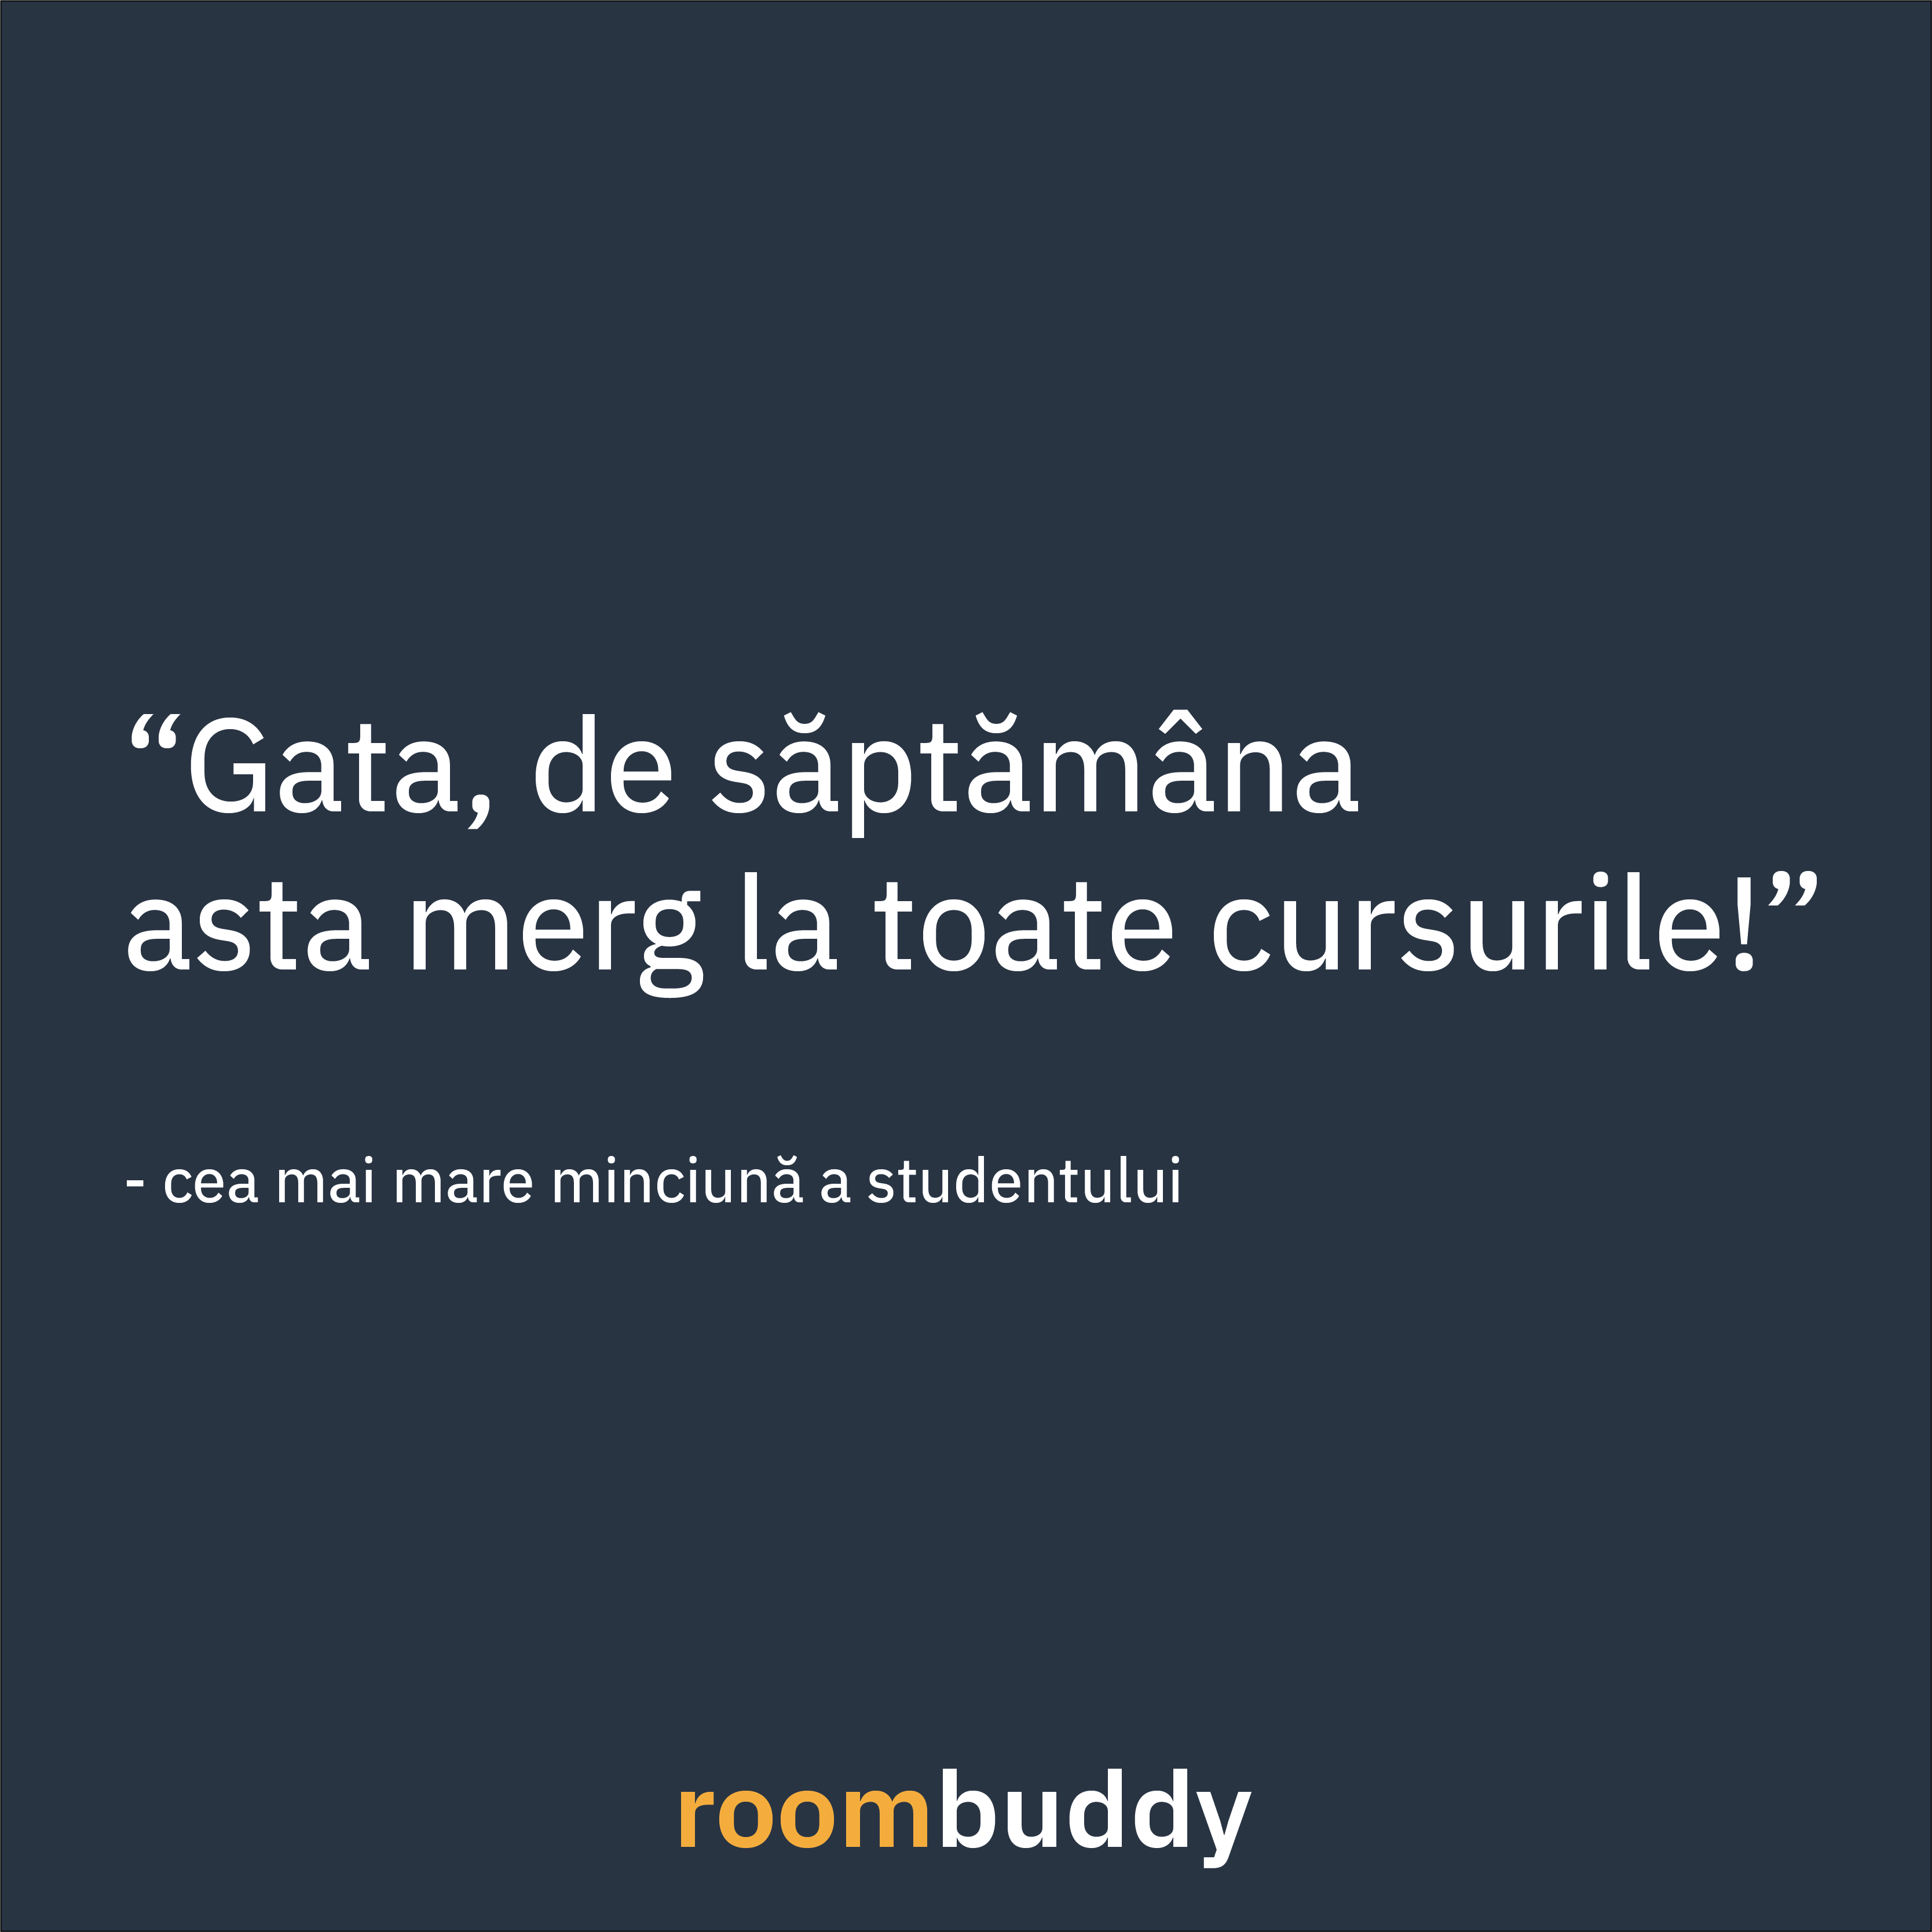 “Gata, de săptămâna
asta merg la toate cursurile!”
- cea mai mare minciună a studentului
roombuddy